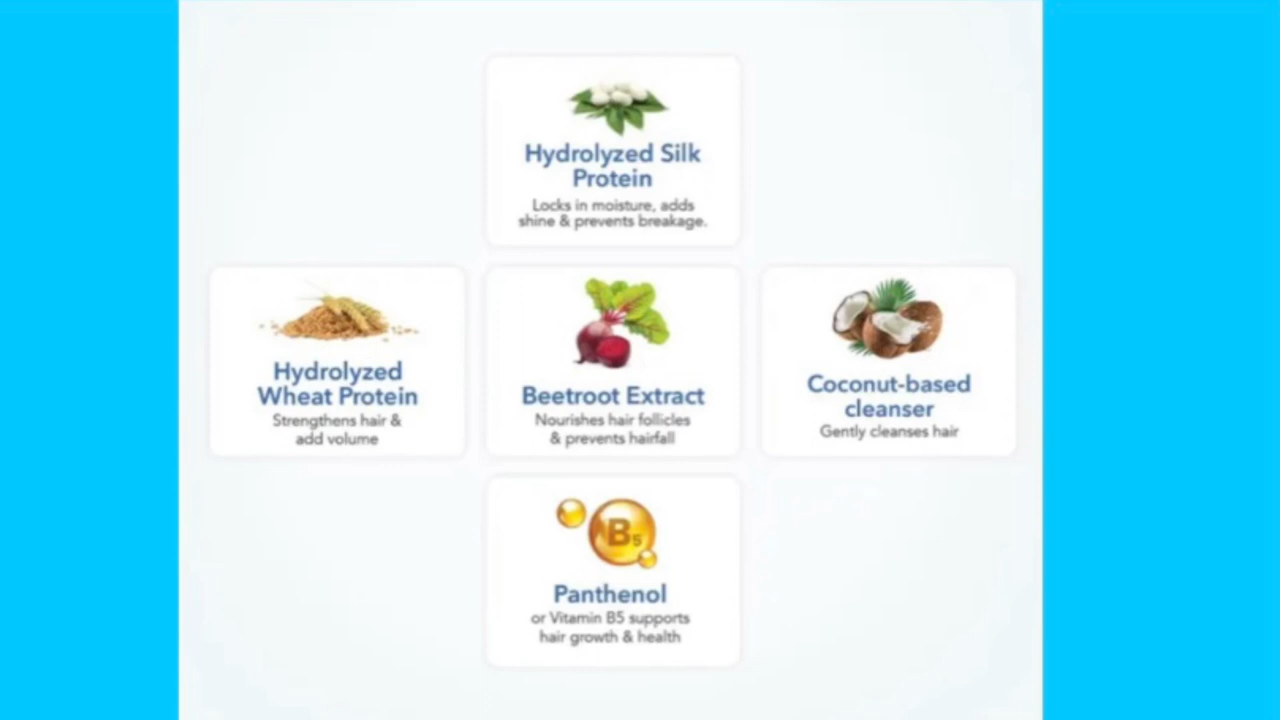 Hydrolyzed Silk
Protein
Locks in moisture, adds
shine & prevents breakage.
Hydrolyzed
Wheat Protein
Strengthens hair &
add volume
Beetroot Extract
Nourishes hair follicles
& prevents hairfall
Coconut-based
cleanser
Gently cleanses hair
B5
Panthenol
or Vitamin B5 supports
hair growth & health